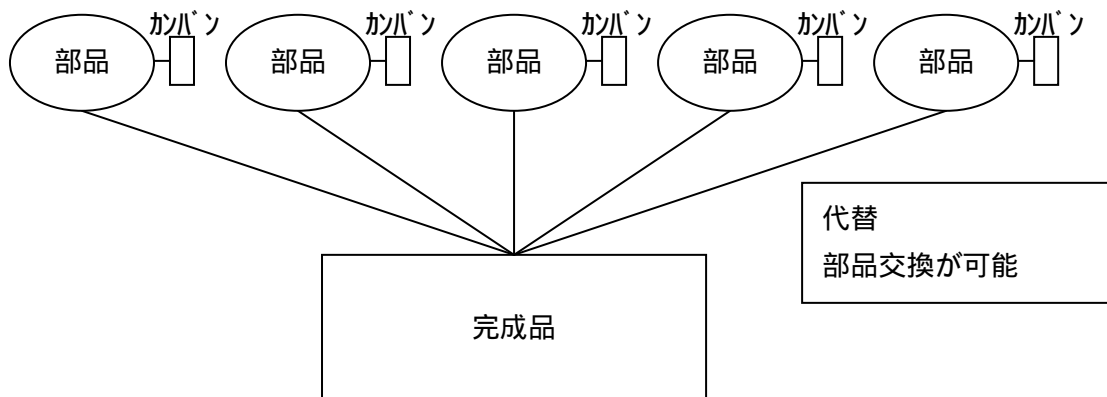 ｶﾝﾊﾞﾝ ｶﾝﾊﾞﾝ ｶﾝﾊﾞﾝ ｶﾝﾊﾞﾝ ｶﾝﾊﾞﾝ
部品 部品 部品 部品 部品
代替
部品交換が可能
完成品